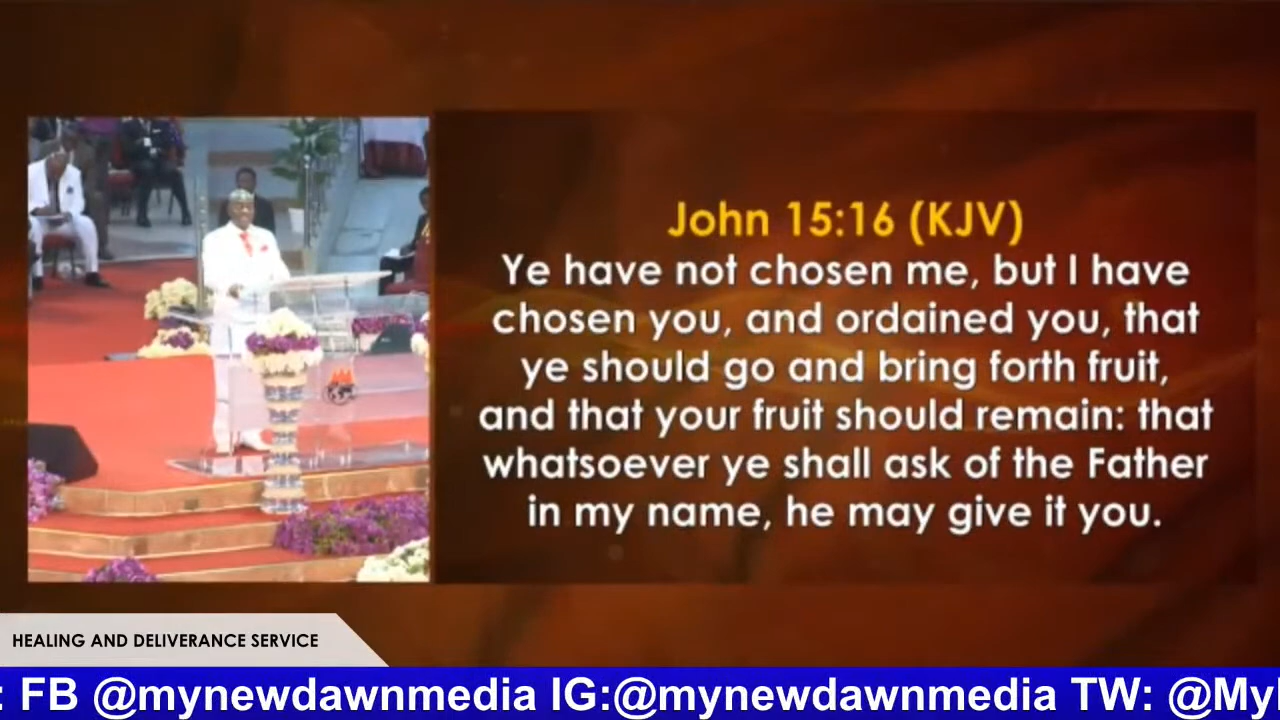 John 15:16 (KJV)
Ye have not chosen me, but I have
chosen you, and ordained you, that
ye should go and bring forth fruit,
and that your fruit should remain: that
whatsoever ye shall ask of the Father
in my name, he may give it you.
HEALING AND DELIVERANCE SERVICE
: FB @mynewdawnmedia IG:@mynewdawnmedia TW: @My